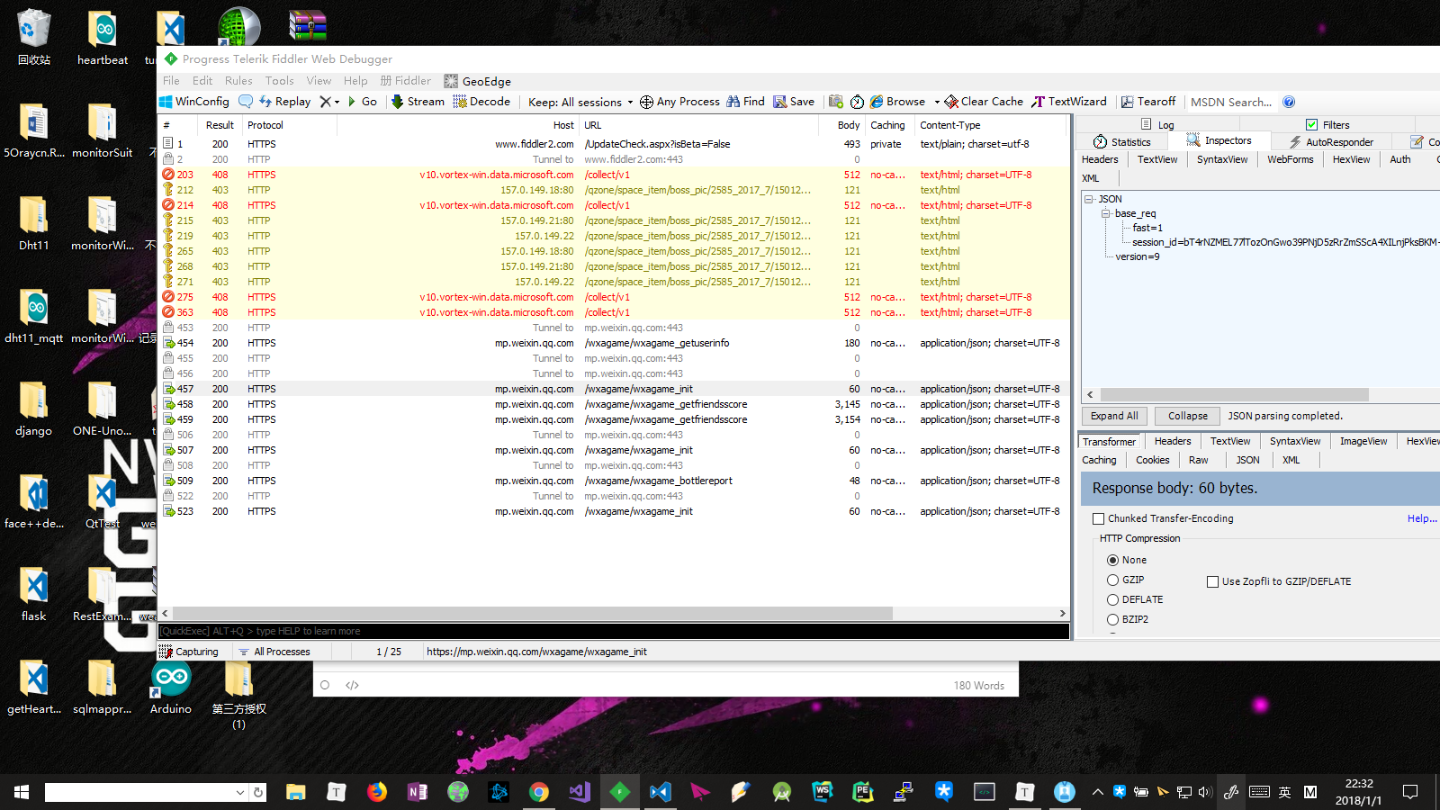 回收站
heartbeat
Progress Telerik Fiddler Web Debugger
File Edit Rules Tools View Help 册 Fiddler GeoEdge
WinConfig Replay Go Stream Decode Keep: All sessions Any Process Find Save Browse Clear Cache TextWizard Tearoff MSDN Search...
# Result Protocol Host URL Body Caching Content-Type
1 200 HTTPS www.fiddler2.com /UpdateCheck.aspx?isBeta=False 493 private text/plain; charset=utf-8
2 200 HTTP Tunnel to www.fiddler2.com:443 0
203 408 HTTPS v10.vortex-win.data.microsoft.com /collect/v1 512 no-ca... text/html; charset=UTF-8
212 403 HTTP 157.0.149.18:80 /qzone/space_item/boss_pic/2585_2017_7/15012... 121 text/html
214 408 HTTPS v10.vortex-win.data.microsoft.com /collect/v1 512 no-ca... text/html; charset=UTF-8
215 403 HTTP 157.0.149.21:80 /qzone/space_item/boss_pic/2585_2017_7/15012... 121 text/html
219 403 HTTP 157.0.149.22 /qzone/space_item/boss_pic/2585_2017_7/15012... 121 text/html
265 403 HTTP 157.0.149.18:80 /qzone/space_item/boss_pic/2585_2017_7/15012... 121 text/html
268 403 HTTP 157.0.149.21:80 /qzone/space_item/boss_pic/2585_2017_7/15012... 121 text/html
271 403 HTTP 157.0.149.22 /qzone/space_item/boss_pic/2585_2017_7/15012... 121 text/html
275 408 HTTPS v10.vortex-win.data.microsoft.com /collect/v1 512 no-ca... text/html; charset=UTF-8
363 408 HTTPS v10.vortex-win.data.microsoft.com /collect/v1 512 no-ca... text/html; charset=UTF-8
453 200 HTTP Tunnel to mp.weixin.qq.com:443 0
454 200 HTTPS mp.weixin.qq.com /wxagame/wxagame_getuserinfo 180 no-ca... application/json; charset=UTF-8
455 200 HTTP Tunnel to mp.weixin.qq.com:443 0
456 200 HTTP Tunnel to mp.weixin.qq.com:443 0
457 200 HTTPS mp.weixin.qq.com /wxagame/wxagame_init 60 no-ca... application/json; charset=UTF-8
458 200 HTTPS mp.weixin.qq.com /wxagame/wxagame_getfriendsscore 3,145 no-ca... application/json; charset=UTF-8
459 200 HTTPS mp.weixin.qq.com /wxagame/wxagame_getfriendsscore 3,154 no-ca... application/json; charset=UTF-8
506 200 HTTP Tunnel to mp.weixin.qq.com:443 0
507 200 HTTPS mp.weixin.qq.com /wxagame/wxagame_init 60 no-ca... application/json; charset=UTF-8
508 200 HTTP Tunnel to mp.weixin.qq.com:443 0
509 200 HTTPS mp.weixin.qq.com /wxagame/wxagame_bottlereport 48 no-ca... application/json; charset=UTF-8
522 200 HTTP Tunnel to mp.weixin.qq.com:443 0
523 200 HTTPS mp.weixin.qq.com /wxagame/wxagame_init 60 no-ca... application/json; charset=UTF-8
[QuickExec] ALT+Q > type HELP to learn more
Capturing All Processes 1 / 25 https://mp.weixin.qq.com/wxagame/wxagame_init
Log Filters
Statistics Inspectors AutoResponder
Headers TextView SyntaxView WebForms HexView Auth
XML
JSON
base_req
fast=1
version=9
Expand All Collapse JSON parsing completed.
Transformer Headers TextView SyntaxView ImageView HexView
Caching Cookies Raw JSON XML
Response body: 60 bytes.
Chunked Transfer-Encoding Help...
HTTP Compression
None
GZIP Use Zopfli to GZIP/DEFLATE
DEFLATE
BZIP2
180 Words
5Oraycn.R... monitorSuit
Dht11 monitorWi...
dht11_mqtt monitorWi... 记录
django ONE-Uno...
face++de... QtTest
flask RestExam...
getHeart... sqlmappr... Arduino 第三方授权
(1)
英 M
22:32
2018/1/1